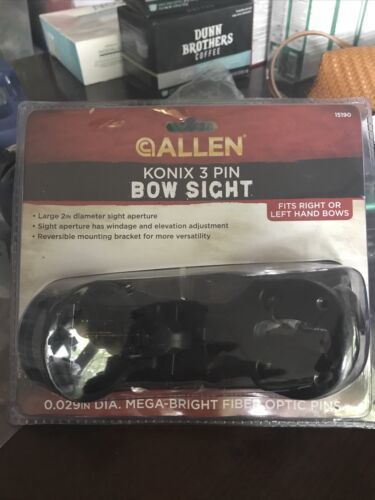 DUNN
BROTHERS
COFFEE
15190
ALLEN
KONIX 3 PIN
BOW SIGHT
FITS RIGHT OR
LEFT HAND BOWS
• Large 2IN diameter sight aperture
• Sight aperture has windage and elevation adjustment
• Reversible mounting bracket for more versatility
0.029IN DIA. MEGA-BRIGHT FIBER OPTIC PINS